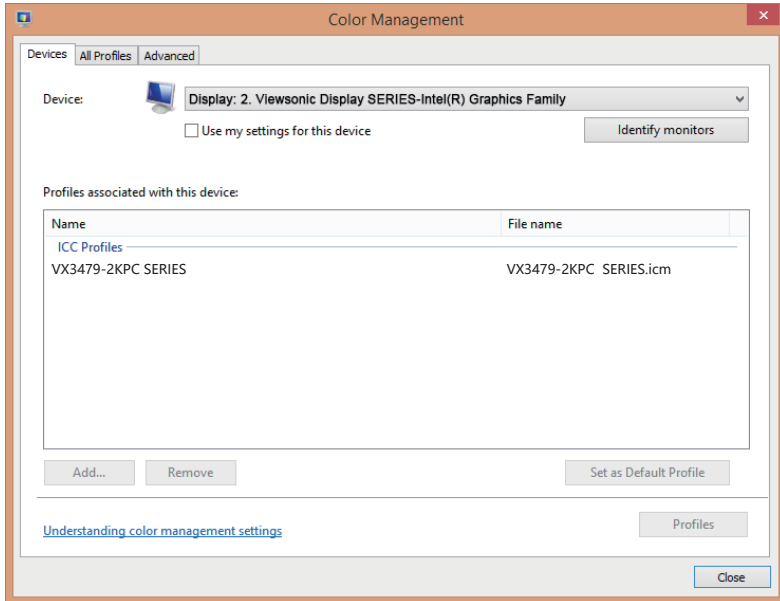 Color Management
Devices All Profiles Advanced
Device: Display: 2. Viewsonic Display SERIES-Intel(R) Graphics Family
Use my settings for this device Identify monitors
Profiles associated with this device:
Name File name
ICC Profiles
VX3479-2KPC SERIES VX3479-2KPC SERIES.icm
Add... Remove Set as Default Profile
Understanding color management settings Profiles
Close